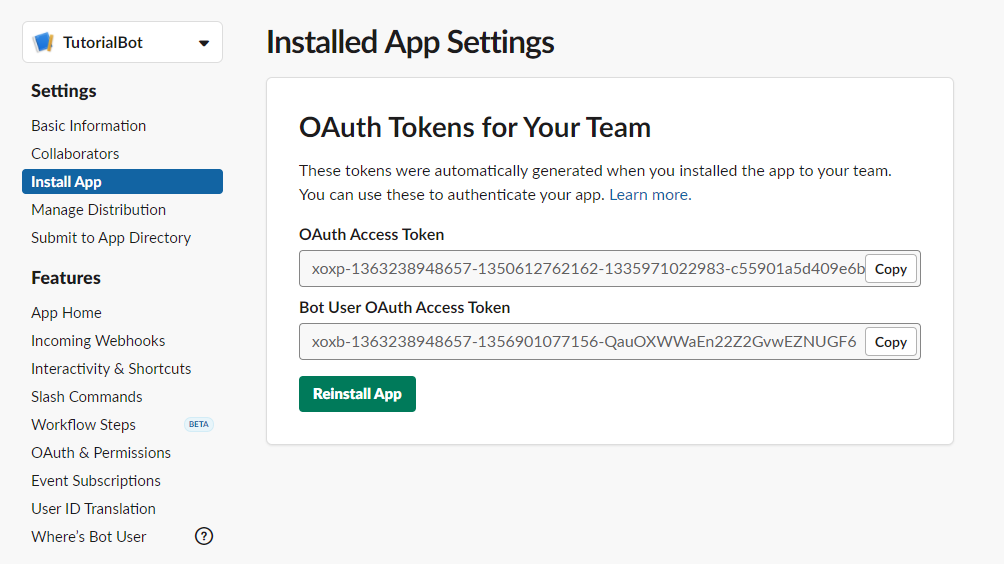 TutorialBot
Installed App Settings
Settings
Basic Information
Collaborators
Install App
Manage Distribution
Submit to App Directory
Features
App Home
Incoming Webhooks
Interactivity & Shortcuts
Slash Commands
Workflow Steps BETA
OAuth & Permissions
Event Subscriptions
User ID Translation
Where's Bot User ?
OAuth Tokens for Your Team
These tokens were automatically generated when you installed the app to your team.
You can use these to authenticate your app. Learn more.
OAuth Access Token
xoxp-1363238948657-1350612762162-1335971022983-c55901a5d409e6b Copy
Bot User OAuth Access Token
xoxb-1363238948657-1356901077156-QauOXWWaEn22Z2GvwEZNUGF6 Copy
Reinstall App